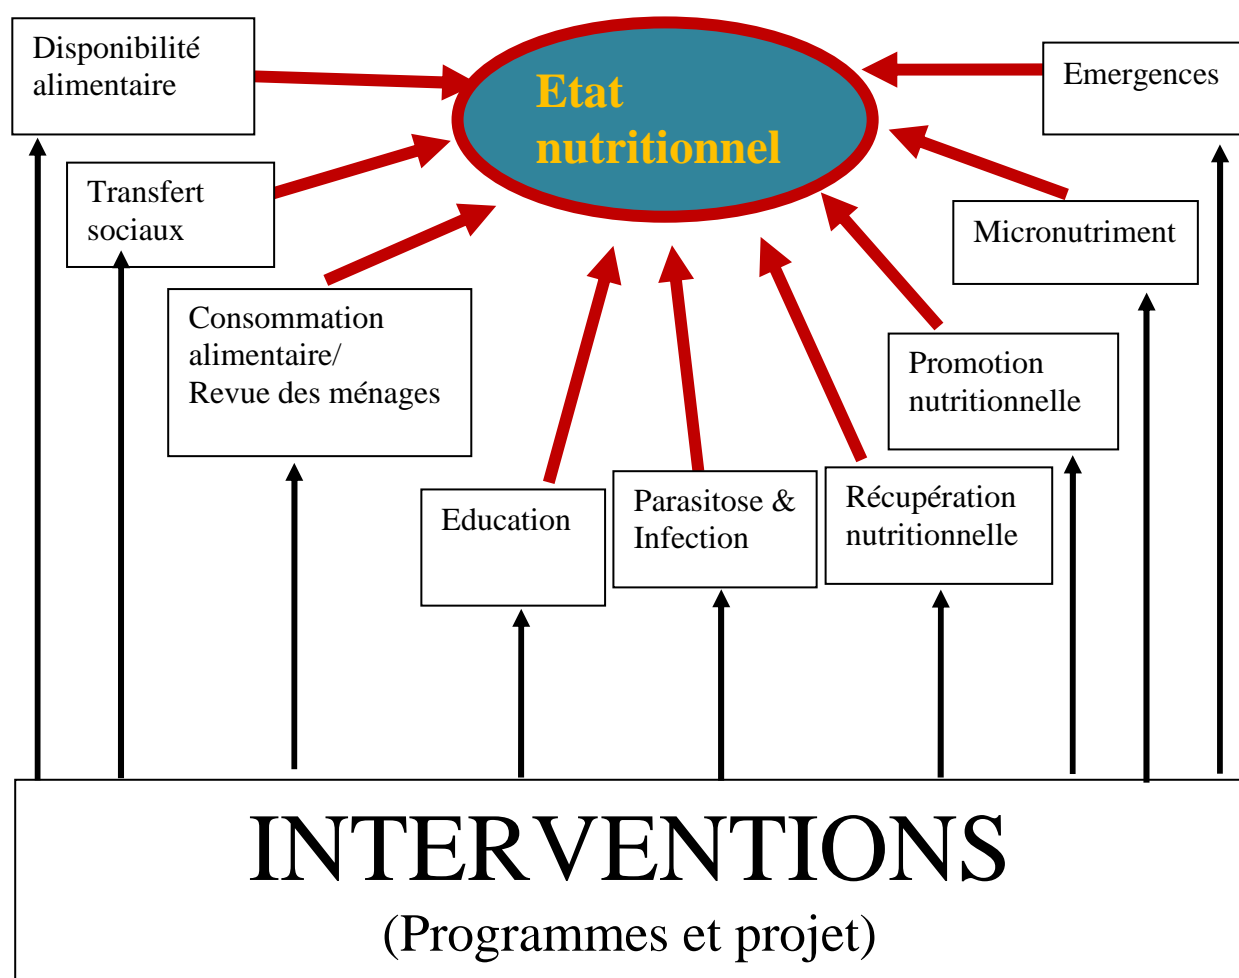 Disponibilité
alimentaire
Etat
nutritionnel
Emergences
Transfert
sociaux
Micronutriment
Consommation
alimentaire/
Revue des ménages
Promotion
nutritionnelle
Education
Parasitose &
Infection
Récupération
nutritionnelle
INTERVENTIONS
(Programmes et projet)